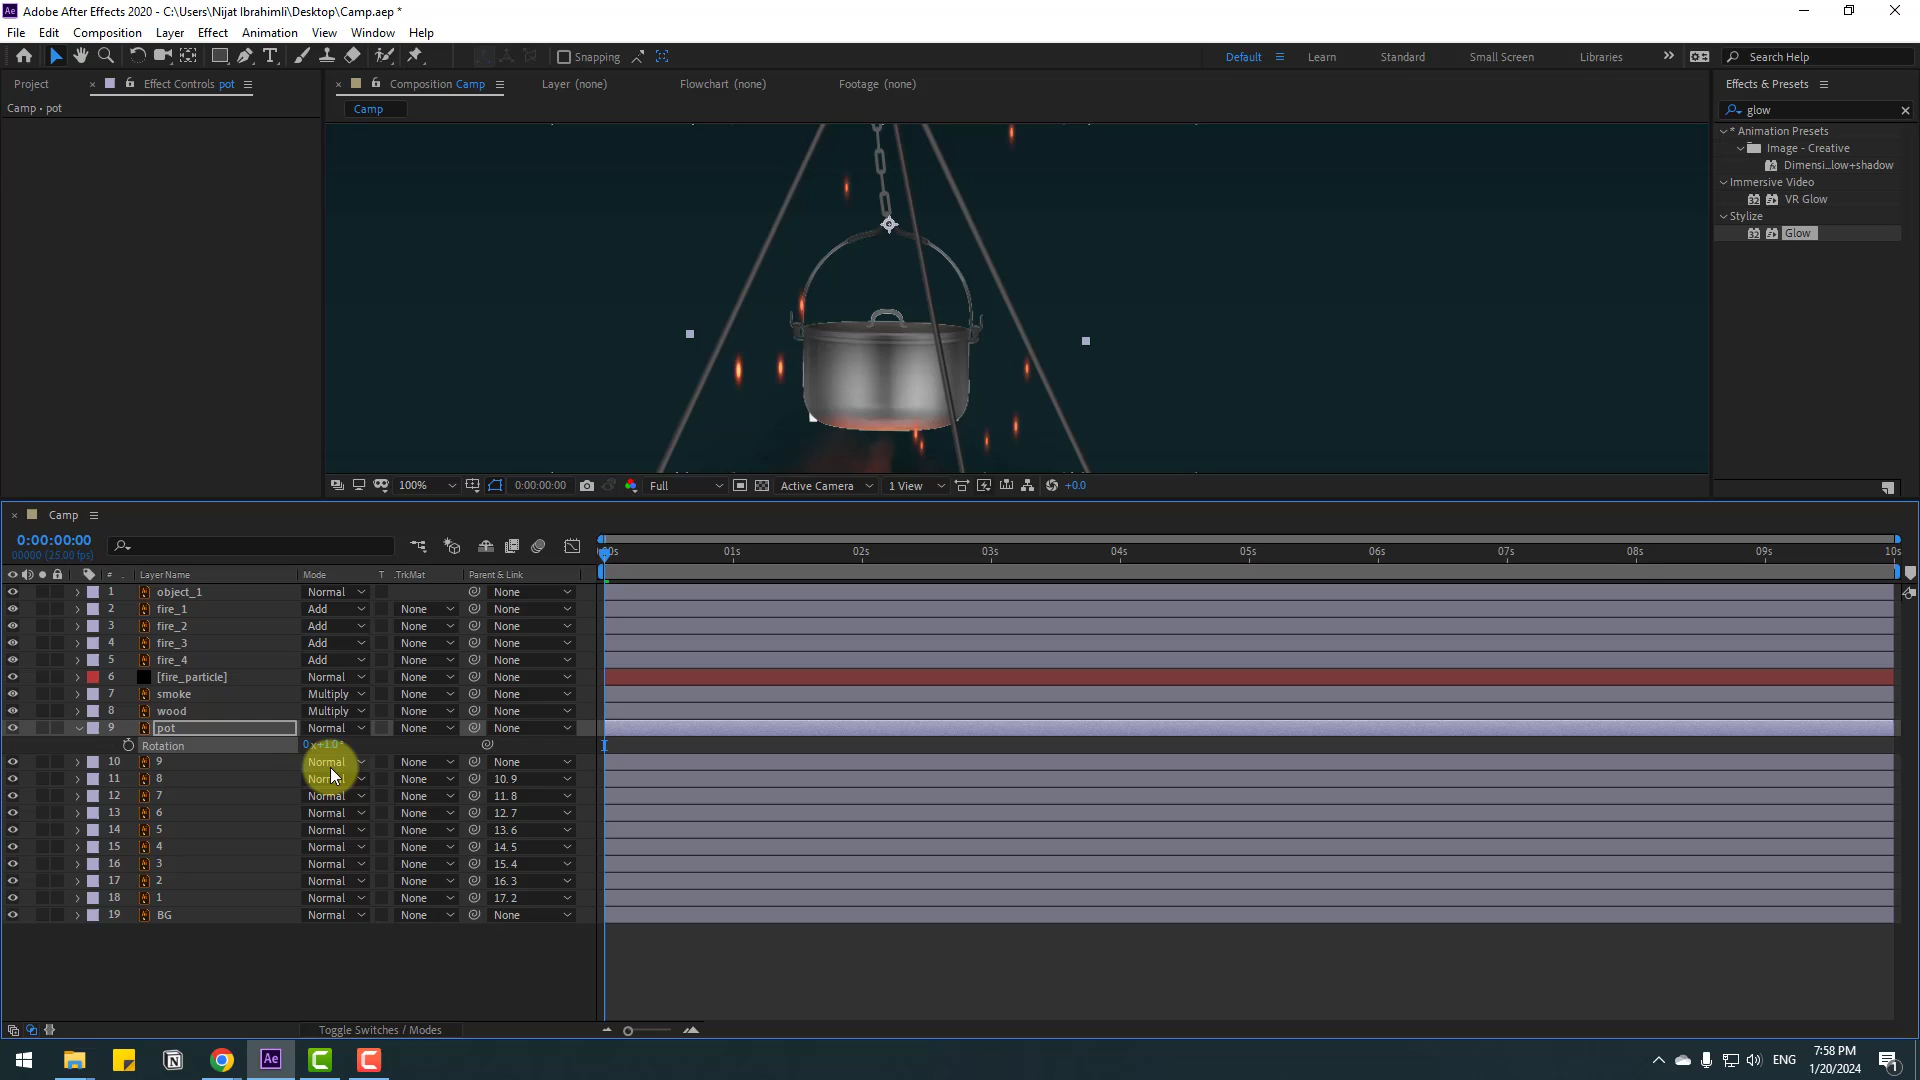 Adobe After Effects 2020 - C:\Users\Nijat Ibrahimli\Desktop\Camp.aep *
File Edit Composition Layer Effect Animation View Window Help
Snapping Default Learn Standard Small Screen Libraries Search Help
Project Effect Controls pot Composition Camp Layer (none) Flowchart (none) Footage (none) Effects & Presets
Camp • pot Camp glow
* Animation Presets
Image - Creative
Dimensi...low+shadow
Immersive Video
VR Glow
Stylize
Glow
100% 0:00:00:00 Full Active Camera 1 View +0.0
Camp
0:00:00:00
00000 (25.00 fps)
01s 02s 03s 04s 05s 06s 07s 08s 09s 10s
# Layer Name Mode T .TrkMat Parent & Link
1 object_1 Normal None
2 fire_1 Add None None
3 fire_2 Add None None
4 fire_3 Add None None
5 fire_4 Add None None
6 [fire_particle] Normal None None
7 smoke Multiply None None
8 wood Multiply None None
9 pot Normal None None
Rotation 0x+1.0°
10 9 Normal None None
11 8 Normal None 10. 9
12 7 Normal None 11. 8
13 6 Normal None 12. 7
14 5 Normal None 13. 6
15 4 Normal None 14. 5
16 3 Normal None 15. 4
17 2 Normal None 16. 3
18 1 Normal None 17. 2
19 BG Normal None None
Toggle Switches / Modes
ENG 7:58 PM
1/20/2024